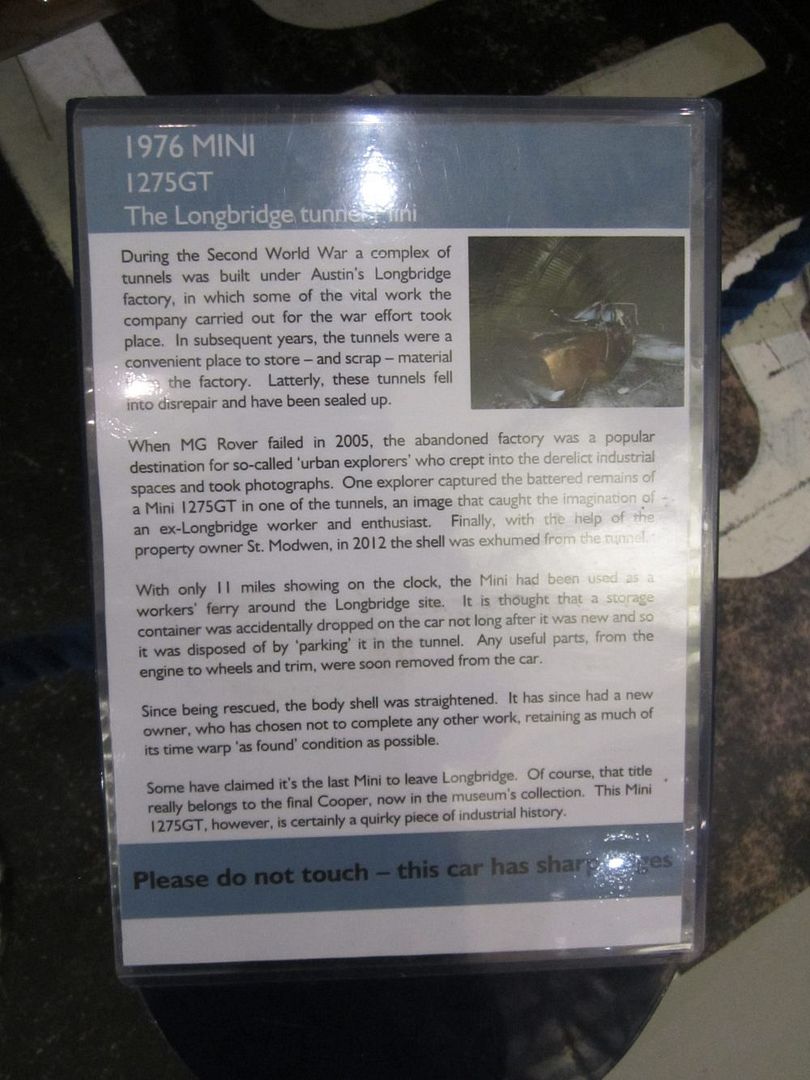 1976 MINI
1275GT
The Longbridge tunnel Mini
During the Second World War a complex of
tunnels was built under Austin's Longbridge
factory, in which some of the vital work the
company carried out for the war effort took
place. In subsequent years, the tunnels were a
convenient place to store – and scrap – material
the factory. Latterly, these tunnels fell
into disrepair and have been sealed up.
When MG Rover failed in 2005, the abandoned factory was a popular
destination for so-called 'urban explorers' who crept into the derelict industrial
spaces and took photographs. One explorer captured the battered remains of
a Mini 1275GT in one of the tunnels, an image that caught the imagination of
an ex-Longbridge worker and enthusiast. Finally, with the help of the
property owner St. Modwen, in 2012 the shell was exhumed from the tunnel.
With only 11 miles showing on the clock, the Mini had been used as a
workers' ferry around the Longbridge site. It is thought that a storage
container was accidentally dropped on the car not long after it was new and so
it was disposed of by 'parking' it in the tunnel. Any useful parts, from the
engine to wheels and trim, were soon removed from the car.
Since being rescued, the body shell was straightened. It has since had a new
owner, who has chosen not to complete any other work, retaining as much of
its time warp 'as found' condition as possible.
Some have claimed it's the last Mini to leave Longbridge. Of course, that title
really belongs to the final Cooper, now in the museum's collection. This Mini
1275GT, however, is certainly a quirky piece of industrial history.
Please do not touch – this car has sharp edges